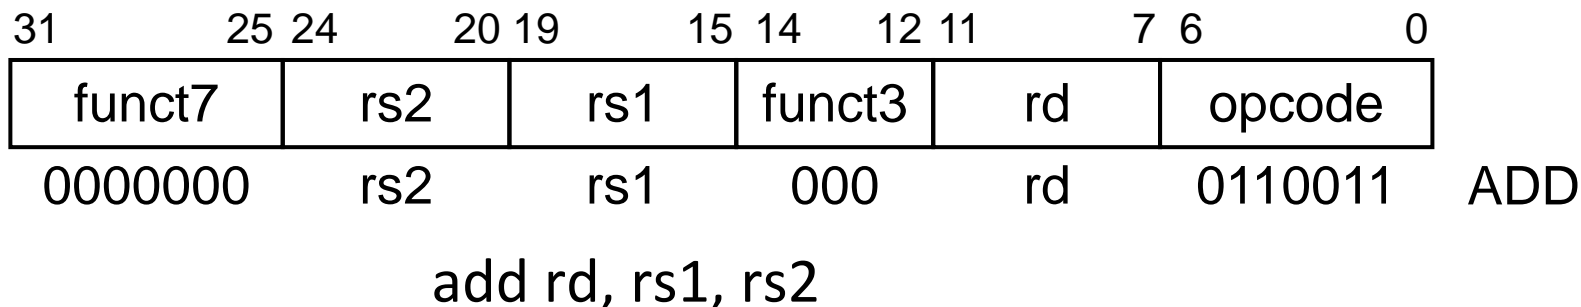 31 25 24 20 19 15 14 12 11 7 6 0
funct7 rs2 rs1 funct3 rd opcode
0000000 rs2 rs1 000 rd 0110011 ADD
add rd, rs1, rs2